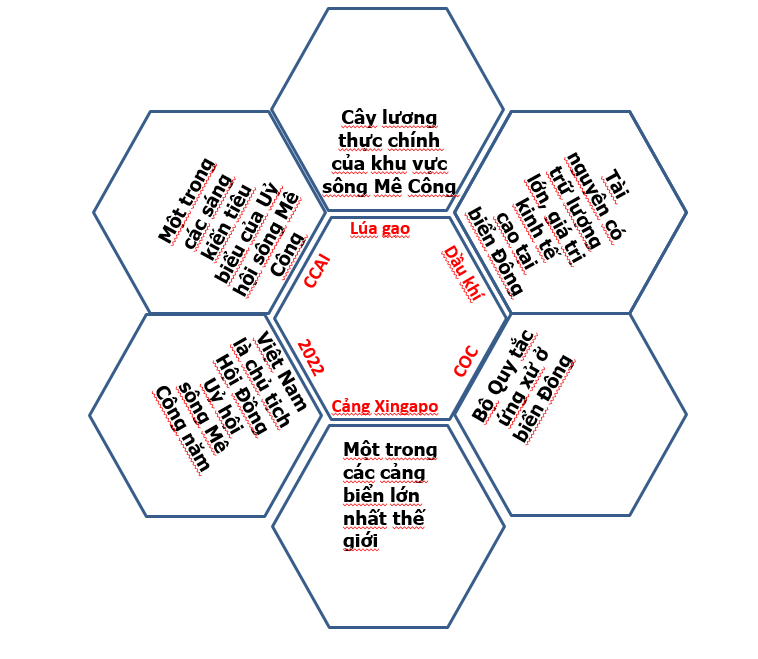 Cây lương
thực chính
của khu vực
sông Mê Công
Tài
nguyên có
trữ lượng
lớn, giá trị
kinh tế
cao tại
biển Đông
Bộ Quy tắc
ứng xử ở
biển Đông
Một trong
các cảng
biển lớn
nhất thế
giới
Việt Nam
là chủ tịch
Hội Đồng
Uỷ hội
sông Mê
Công năm
Một trong
các sáng
kiến tiêu
biểu của Uỷ
hội sông Mê
Công
Lúa gạo
Dầu khí
COC
Cảng Xingapo
2022
CCAI